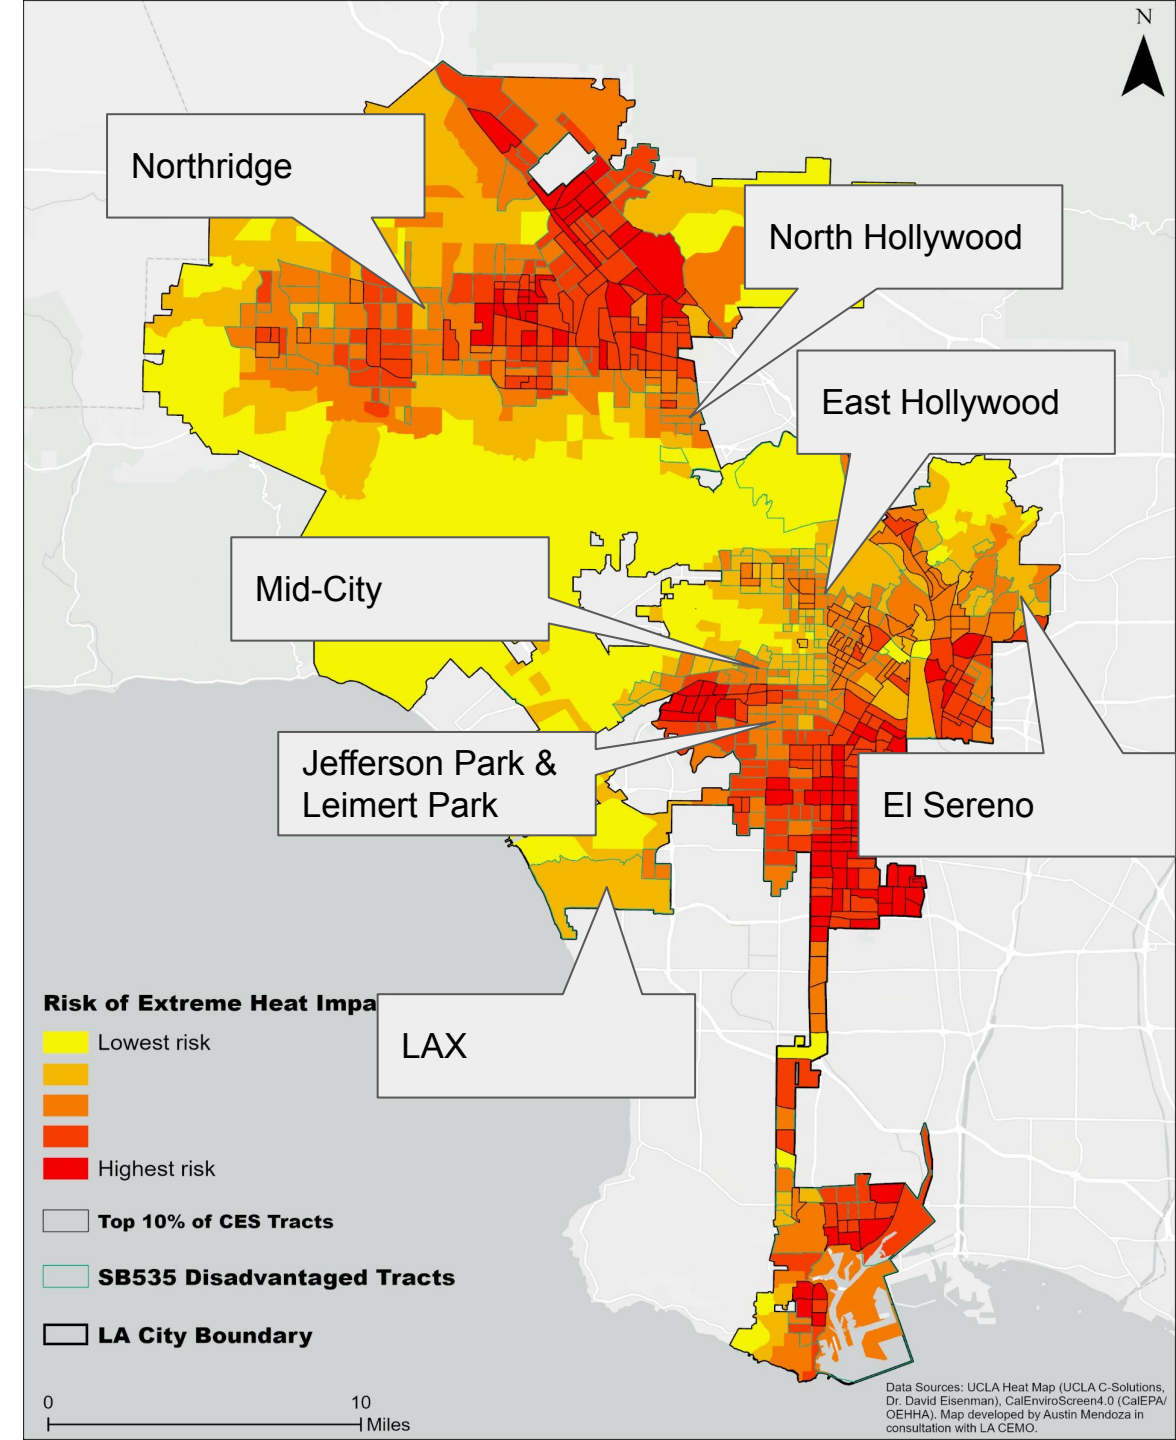 N
Northridge
North Hollywood
East Hollywood
Mid-City
Jefferson Park &
Leimert Park
El Sereno
LAX
Risk of Extreme Heat Impa
Lowest risk
Highest risk
Top 10% of CES Tracts
SB535 Disadvantaged Tracts
LA City Boundary
0 10
Miles
Data Sources: UCLA Heat Map (UCLA C-Solutions,
Dr. David Eisenman), CalEnviroScreen4.0 (CalEPA/
OEHHA). Map developed by Austin Mendoza in
consultation with LA CEMO.